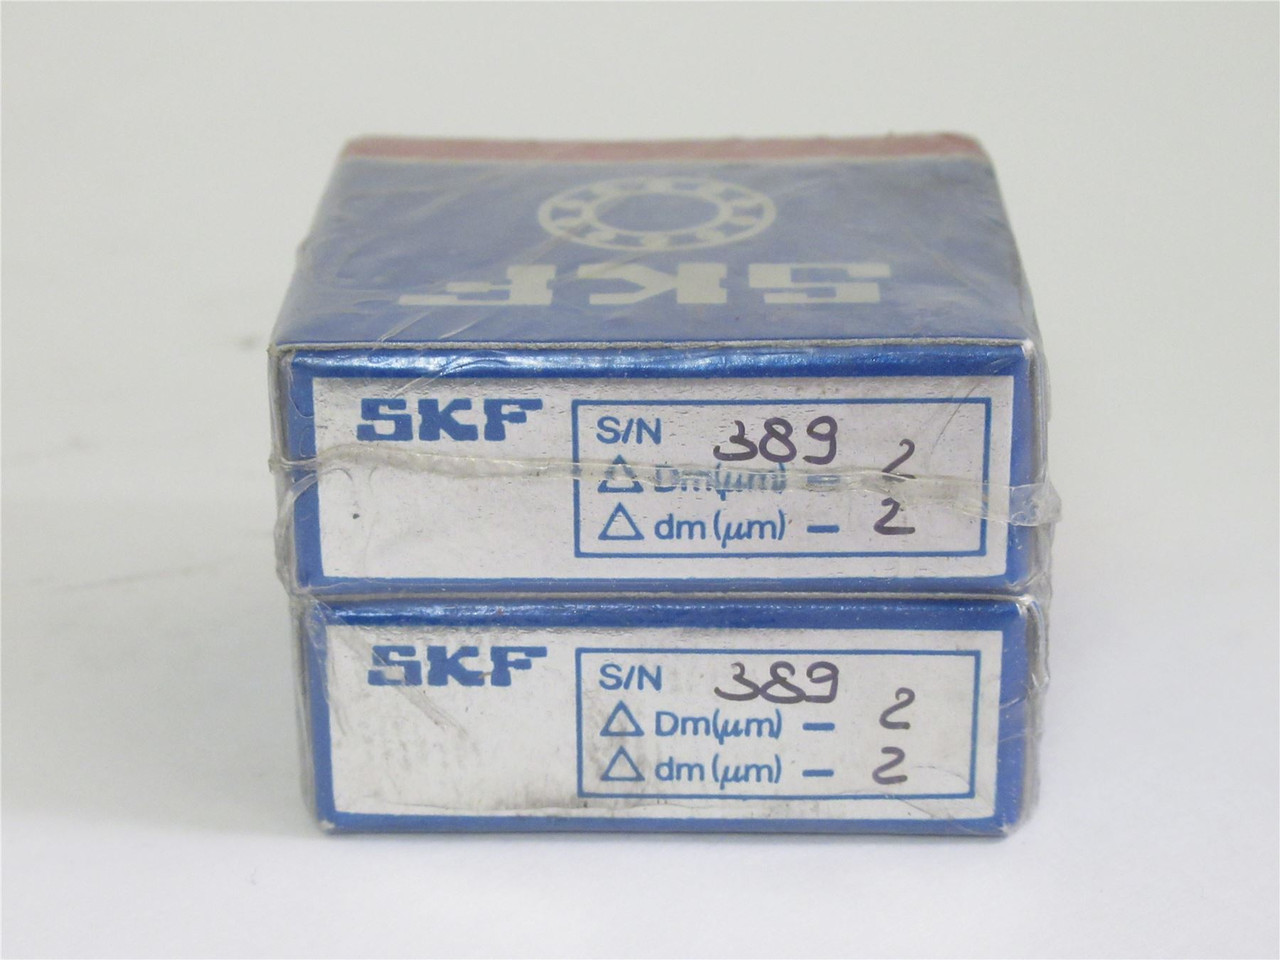 SKF
SKF
S/N 389
△ Dm(μm) - 2
△ dm(μm) - 2
SKF
S/N 389
△ Dm(μm) - 2
△ dm(μm) - 2